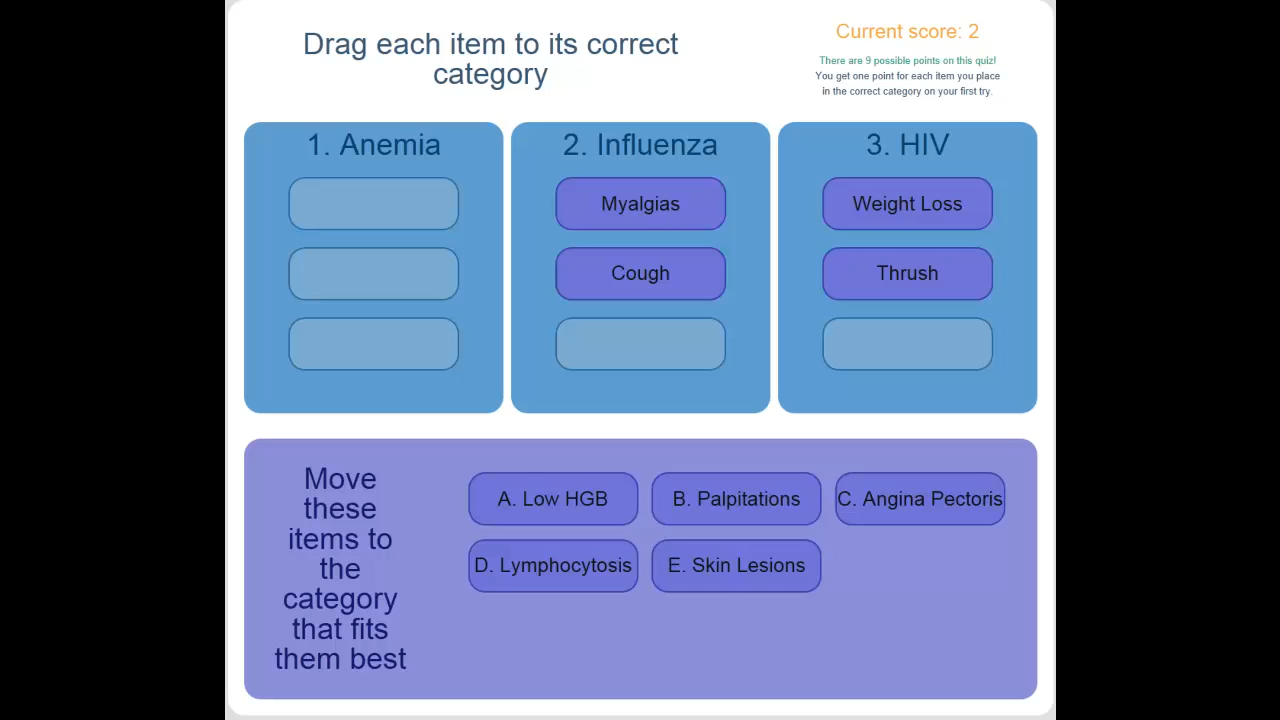 Drag each item to its correct
category
Current score: 2
There are 9 possible points on this quiz!
You get one point for each item you place
in the correct category on your first try.
1. Anemia
2. Influenza
Myalgias
Cough
3. HIV
Weight Loss
Thrush
Move
these
items to
the
category
that fits
them best
A. Low HGB
B. Palpitations
C. Angina Pectoris
D. Lymphocytosis
E. Skin Lesions